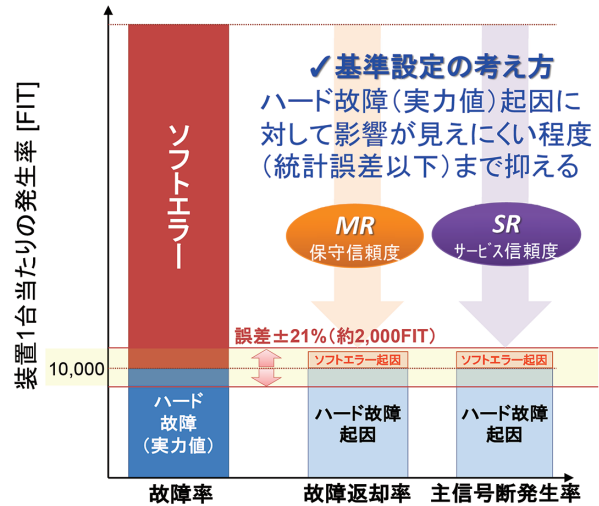 装置1台当たりの発生率 [FIT]
ソフトエラー
✓基準設定の考え方
ハード故障(実力値)起因に
対して影響が見えにくい程度
(統計誤差以下)まで抑える
MR
保守信頼度
SR
サービス信頼度
誤差±21%(約2,000FIT)
10,000
ソフトエラー起因
ソフトエラー起因
ハード
故障
(実力値)
ハード故障
起因
ハード故障
起因
故障率
故障返却率
主信号断発生率